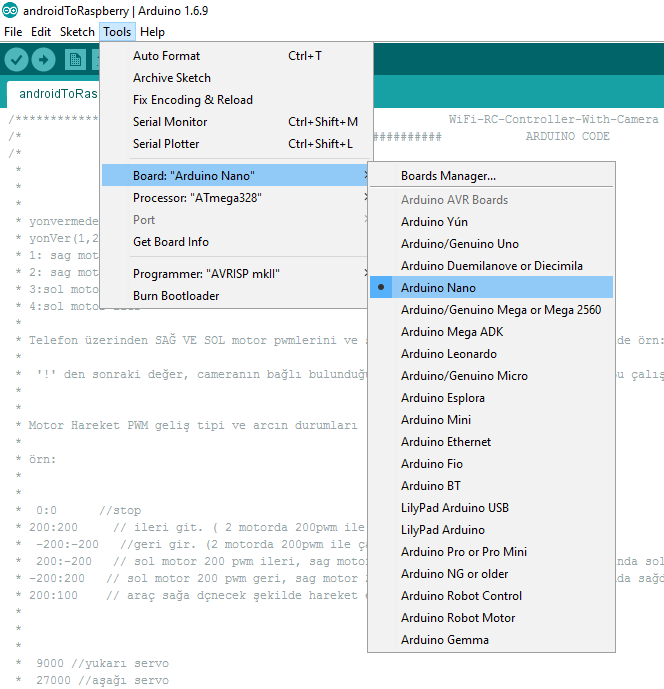 androidToRaspberry | Arduino 1.6.9
File Edit Sketch Tools Help
androidToRas
Auto Format Ctrl+T
Archive Sketch
Fix Encoding & Reload
Serial Monitor Ctrl+Shift+M
Serial Plotter Ctrl+Shift+L
Board: "Arduino Nano"
Processor: "ATmega328"
Port
Get Board Info
Programmer: "AVRISP mkII"
Burn Bootloader
Boards Manager...
Arduino AVR Boards
Arduino Yún
Arduino/Genuino Uno
Arduino Duemilanove or Diecimila
Arduino Nano
Arduino/Genuino Mega or Mega 2560
Arduino Mega ADK
Arduino Leonardo
Arduino/Genuino Micro
Arduino Esplora
Arduino Mini
Arduino Ethernet
Arduino Fio
Arduino BT
LilyPad Arduino USB
LilyPad Arduino
Arduino Pro or Pro Mini
Arduino NG or older
Arduino Robot Control
Arduino Robot Motor
Arduino Gemma
/************* WiFi-RC-Controller-With-Camera
/* ########## ARDUINO CODE
/*
*
*
* yonvermede
* yonVer(1,2
* 1: sag mot
* 2: sag mot
* 3:sol moto
* 4:sol moto
*
* Telefon üzerinden SAĞ VE SOL motor pwmlerini ve de örn:
*
* '!' den sonraki değer, cameranın bağlı bulunduğu bu çalış
*
*
* Motor Hareket PWM geliş tipi ve arcın durumları
*
* örn:
*
*
* 0:0 //stop
* 200:200 // ileri git. ( 2 motorda 200pwm ile
* -200:-200 //geri gir. (2 motorda 200pwm ile ça
* 200:-200 // sol motor 200 pwm ileri, sag motor nda sol
* -200:200 // sol motor 200 pwm geri, sag motor da sağd
* 200:100 // araç sağa dçnecek şekilde hareket
*
*
*
* 9000 //yukarı servo
* 27000 //aşağı servo